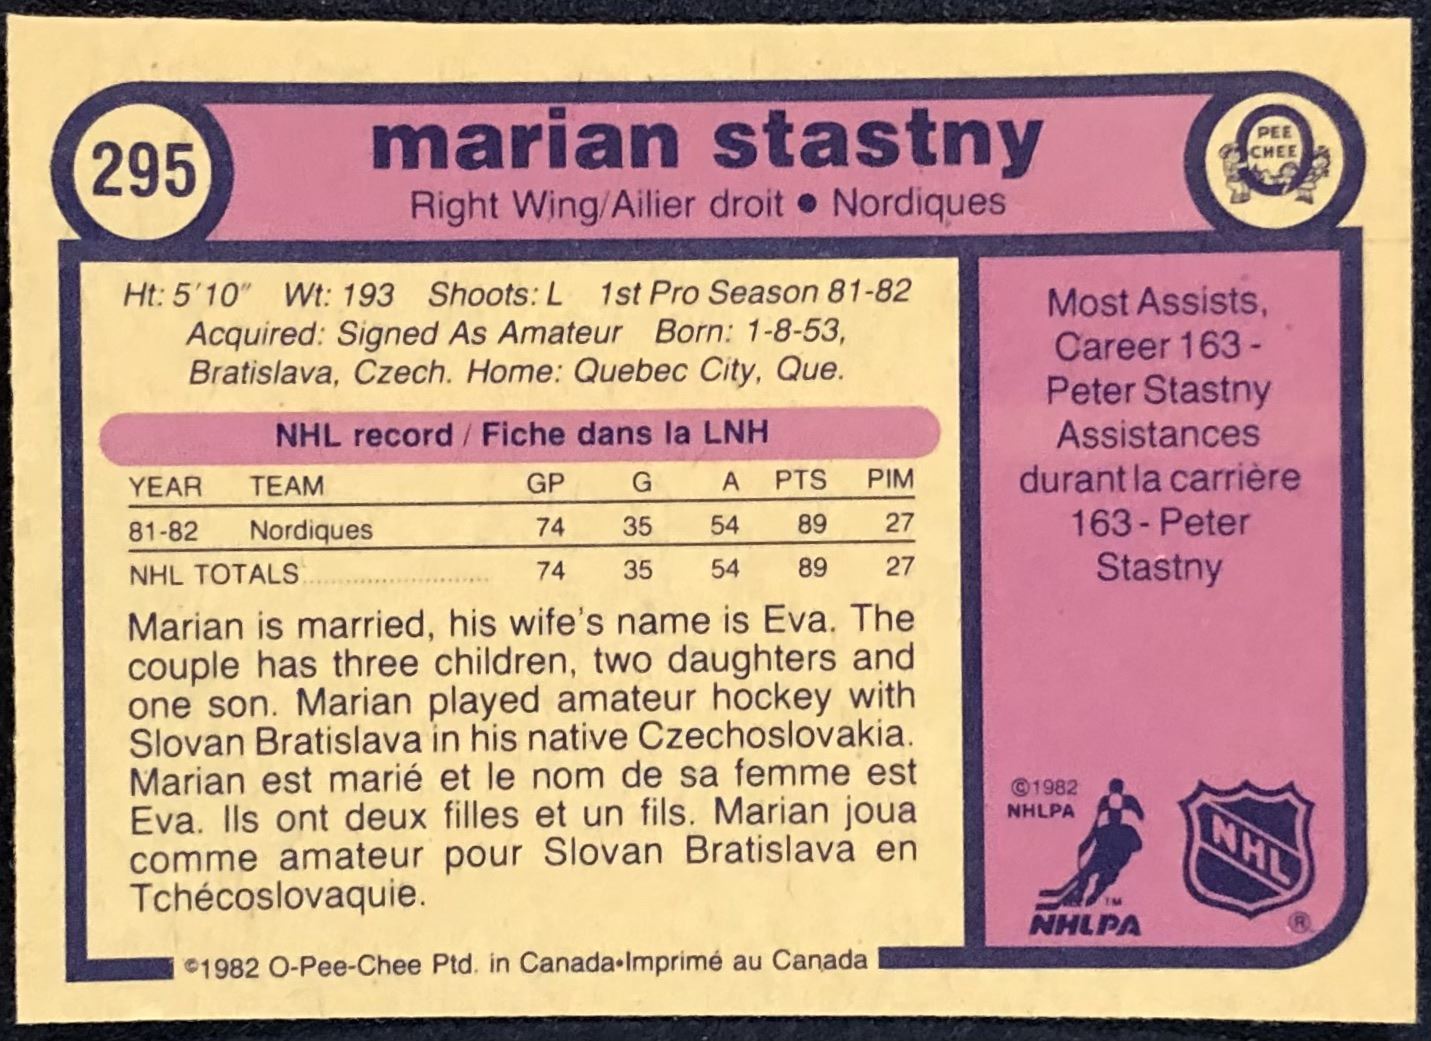 295
marian stastny
PEE
CHEE
Right Wing/Ailier droit • Nordiques
Ht: 5'10" Wt: 193 Shoots: L 1st Pro Season 81-82
Acquired: Signed As Amateur Born: 1-8-53,
Bratislava, Czech. Home: Quebec City, Que.
NHL record / Fiche dans la LNH
YEAR TEAM GP G A PTS PIM
81-82 Nordiques 74 35 54 89 27
NHL TOTALS 74 35 54 89 27
Marian is married, his wife's name is Eva. The
couple has three children, two daughters and
one son. Marian played amateur hockey with
Slovan Bratislava in his native Czechoslovakia.
Marian est marié et le nom de sa femme est
Eva. Ils ont deux filles et un fils. Marian joua
comme amateur pour Slovan Bratislava en
Tchécoslovaquie.
Most Assists,
Career 163 -
Peter Stastny
Assistances
durant la carrière
163 - Peter
Stastny
©1982
NHLPA
TM
NHLPA
NHL
®
©1982 O-Pee-Chee Ptd. in Canada•Imprimé au Canada